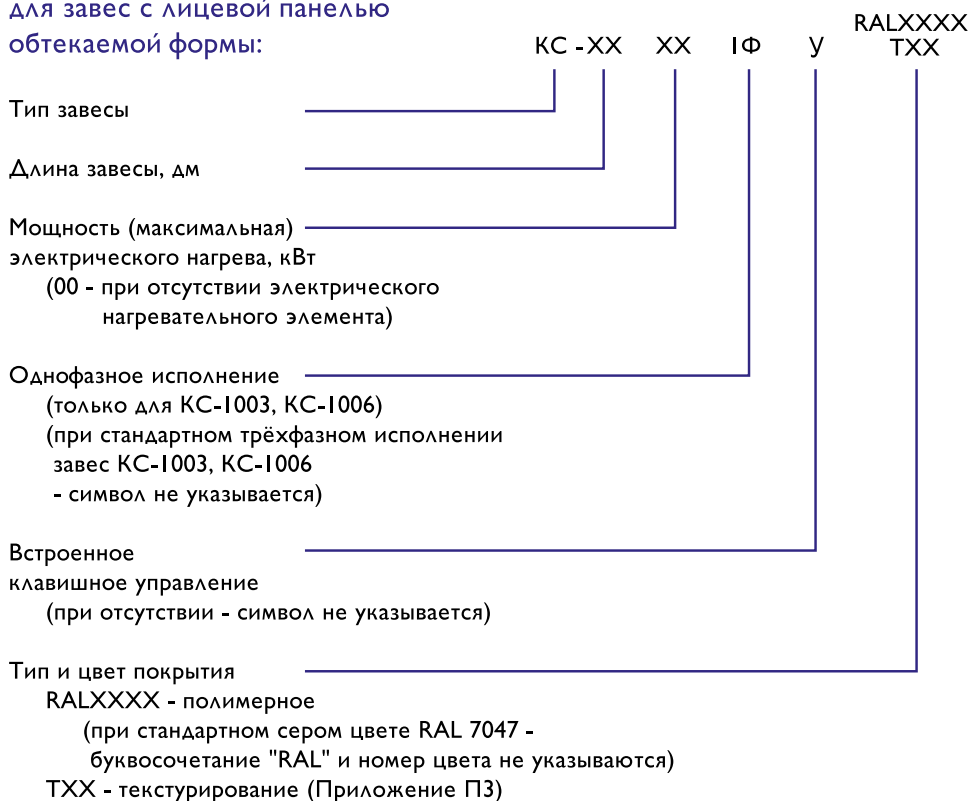 для завес с лицевой панелью
обтекаемой формы:
RALXXXX
КС -ХХ ХХ 1Ф У ТХХ
Тип завесы
Длина завесы, дм
Мощность (максимальная)
электрического нагрева, кВт
(00 - при отсутствии электрического
нагревательного элемента)
Однофазное исполнение
(только для КС-1003, КС-1006)
(при стандартном трёхфазном исполнении
завес КС-1003, КС-1006
- символ не указывается)
Встроенное
клавишное управление
(при отсутствии - символ не указывается)
Тип и цвет покрытия
RALXXXX - полимерное
(при стандартном сером цвете RAL 7047 -
буквосочетание "RAL" и номер цвета не указываются)
ТХХ - текстурирование (Приложение П3)